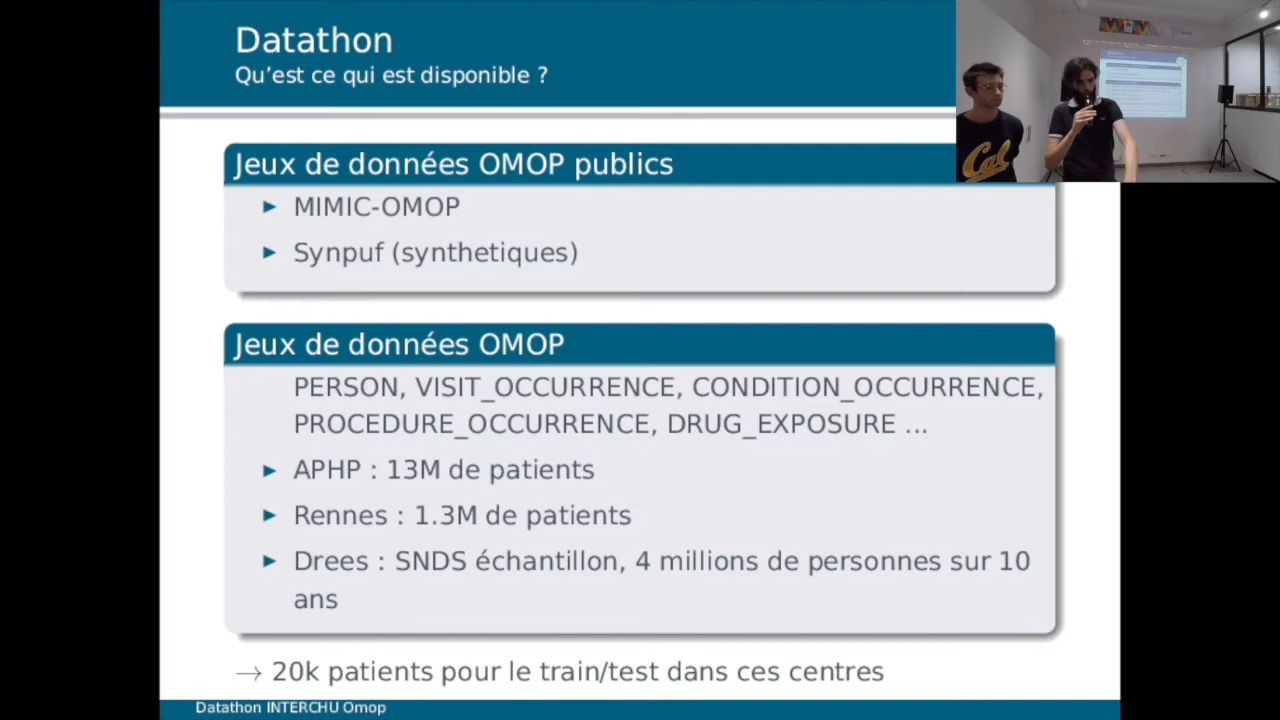 Datathon
Qu'est ce qui est disponible ?
Jeux de données OMOP publics
► MIMIC-OMOP
► Synpuf (synthetiques)
Jeux de données OMOP
PERSON, VISIT_OCCURRENCE, CONDITION_OCCURRENCE,
PROCEDURE_OCCURRENCE, DRUG_EXPOSURE ...
► APHP : 13M de patients
► Rennes : 1.3M de patients
► Drees : SNDS échantillon, 4 millions de personnes sur 10
ans
→ 20k patients pour le train/test dans ces centres
Datathon INTERCHU Omop
Cal